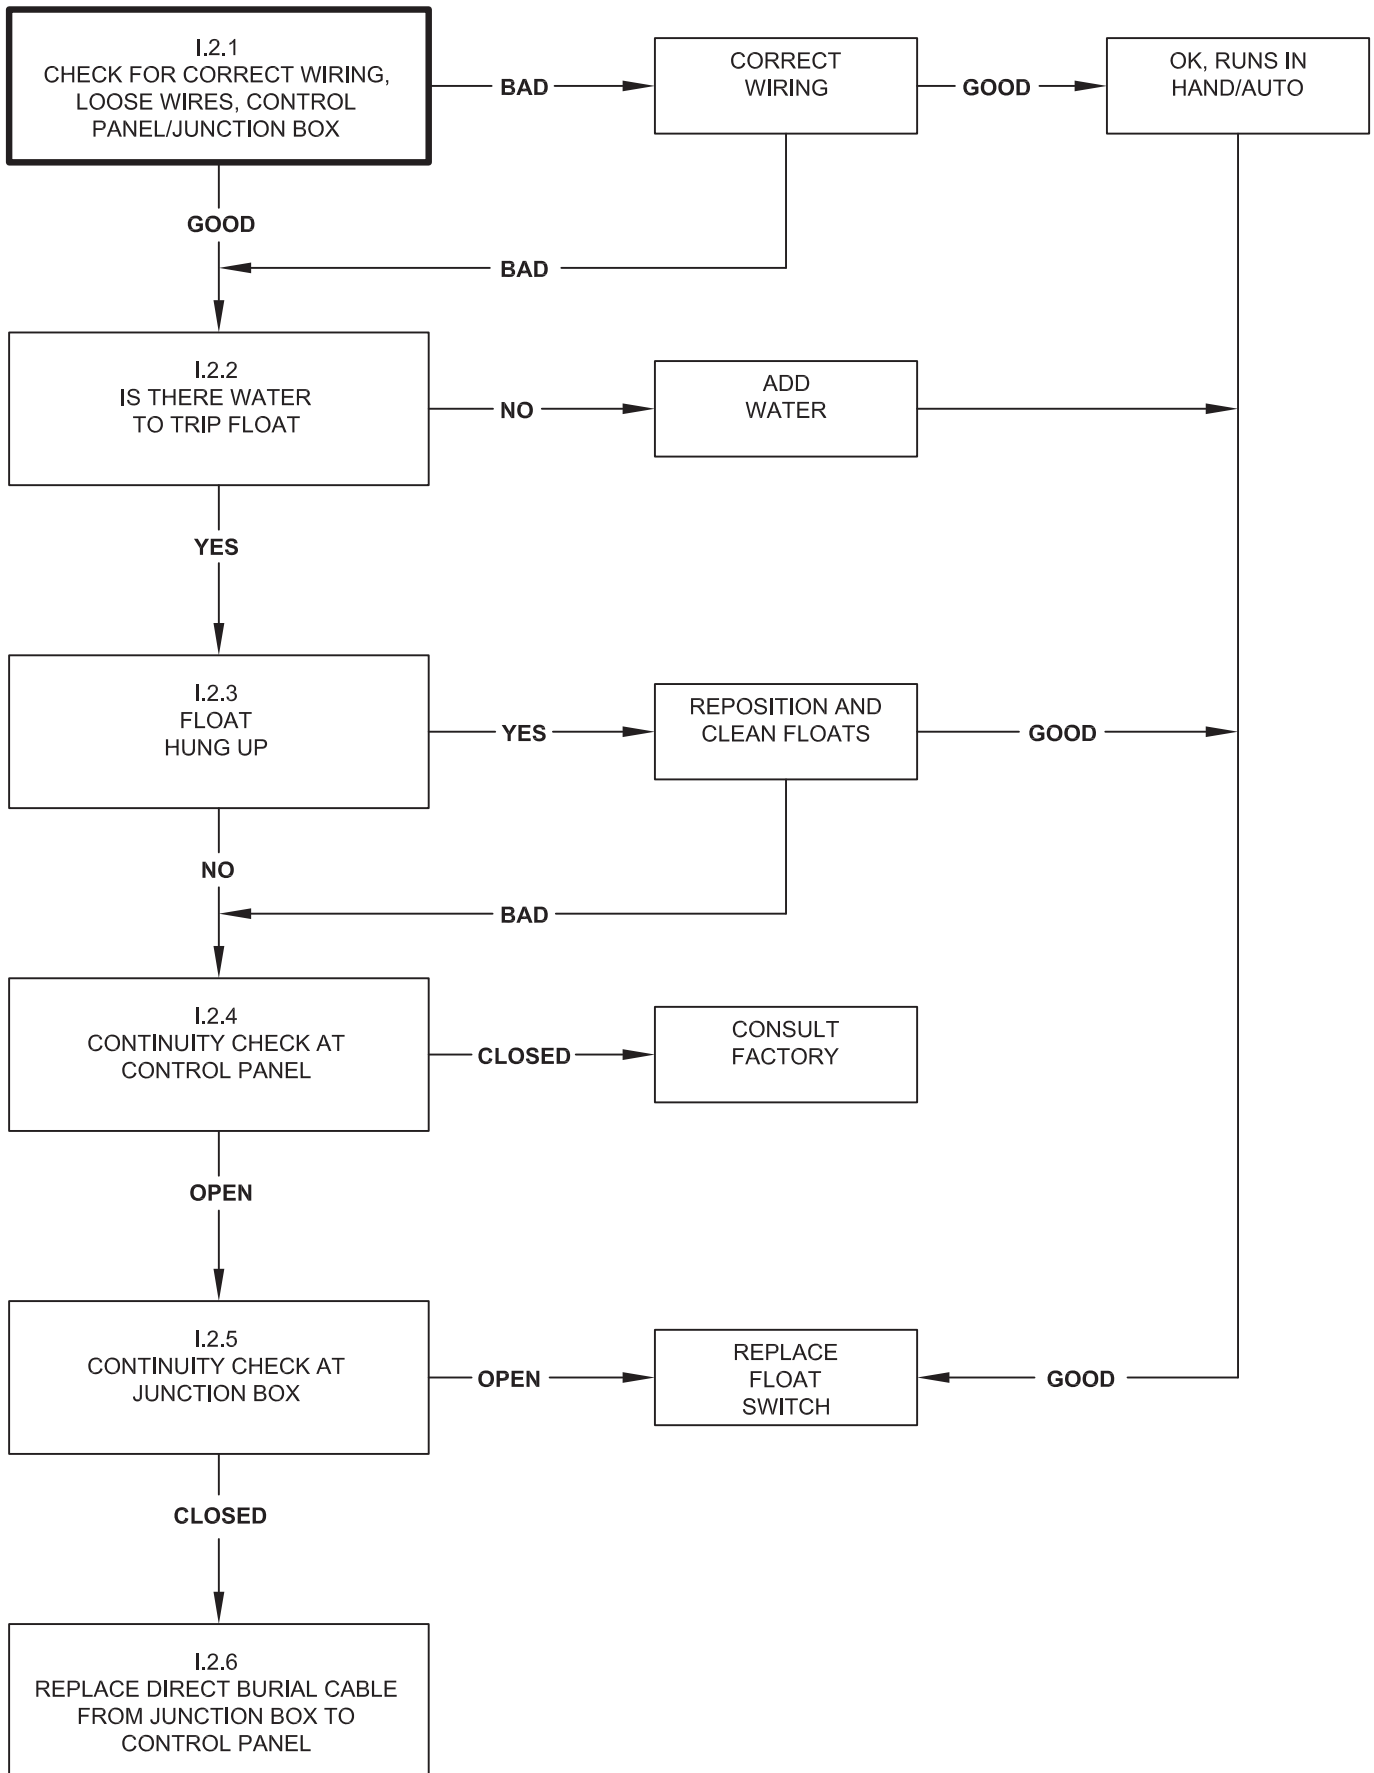 I.2.1
CHECK FOR CORRECT WIRING,
LOOSE WIRES, CONTROL
PANEL/JUNCTION BOX
BAD
CORRECT
WIRING
GOOD
OK, RUNS IN
HAND/AUTO
GOOD
BAD
I.2.2
IS THERE WATER
TO TRIP FLOAT
NO
ADD
WATER
YES
I.2.3
FLOAT
HUNG UP
YES
REPOSITION AND
CLEAN FLOATS
GOOD
NO
BAD
I.2.4
CONTINUITY CHECK AT
CONTROL PANEL
CLOSED
CONSULT
FACTORY
OPEN
I.2.5
CONTINUITY CHECK AT
JUNCTION BOX
OPEN
REPLACE
FLOAT
SWITCH
GOOD
CLOSED
I.2.6
REPLACE DIRECT BURIAL CABLE
FROM JUNCTION BOX TO
CONTROL PANEL